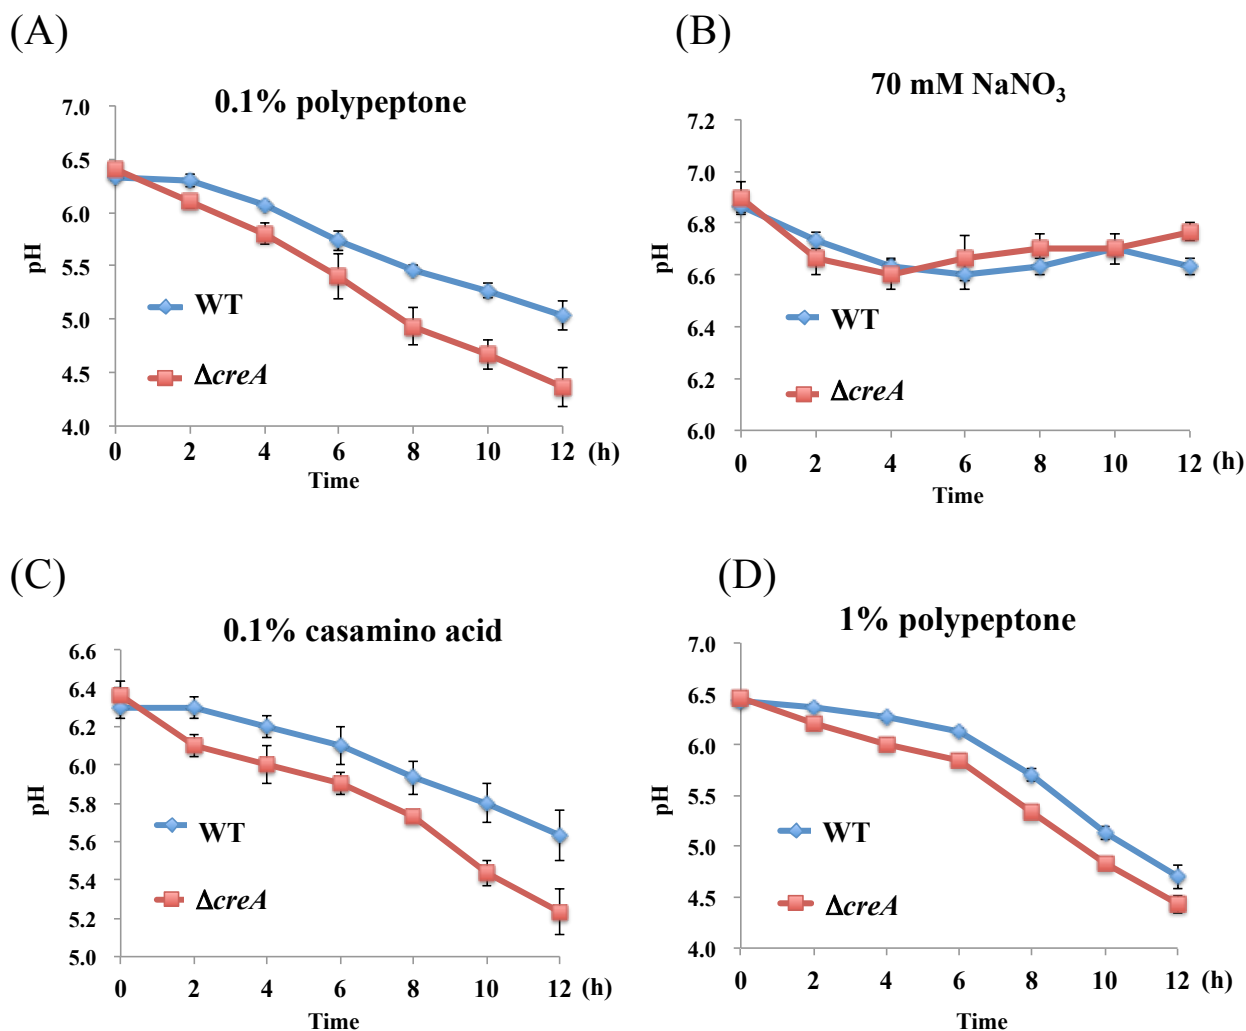 (A)
0.1% polypeptone
7.0
6.5
6.0
5.5
5.0
4.5
4.0
pH
WT
ΔcreA
0 2 4 6 8 10 12 (h)
Time
(B)
70 mM NaNO₃
7.2
7.0
6.8
6.6
6.4
6.2
6.0
pH
WT
ΔcreA
0 2 4 6 8 10 12 (h)
Time
(C)
0.1% casamino acid
6.6
6.4
6.2
6.0
5.8
5.6
5.4
5.2
5.0
pH
WT
ΔcreA
0 2 4 6 8 10 12 (h)
Time
(D)
1% polypeptone
7.0
6.5
6.0
5.5
5.0
4.5
4.0
pH
WT
ΔcreA
0 2 4 6 8 10 12 (h)
Time